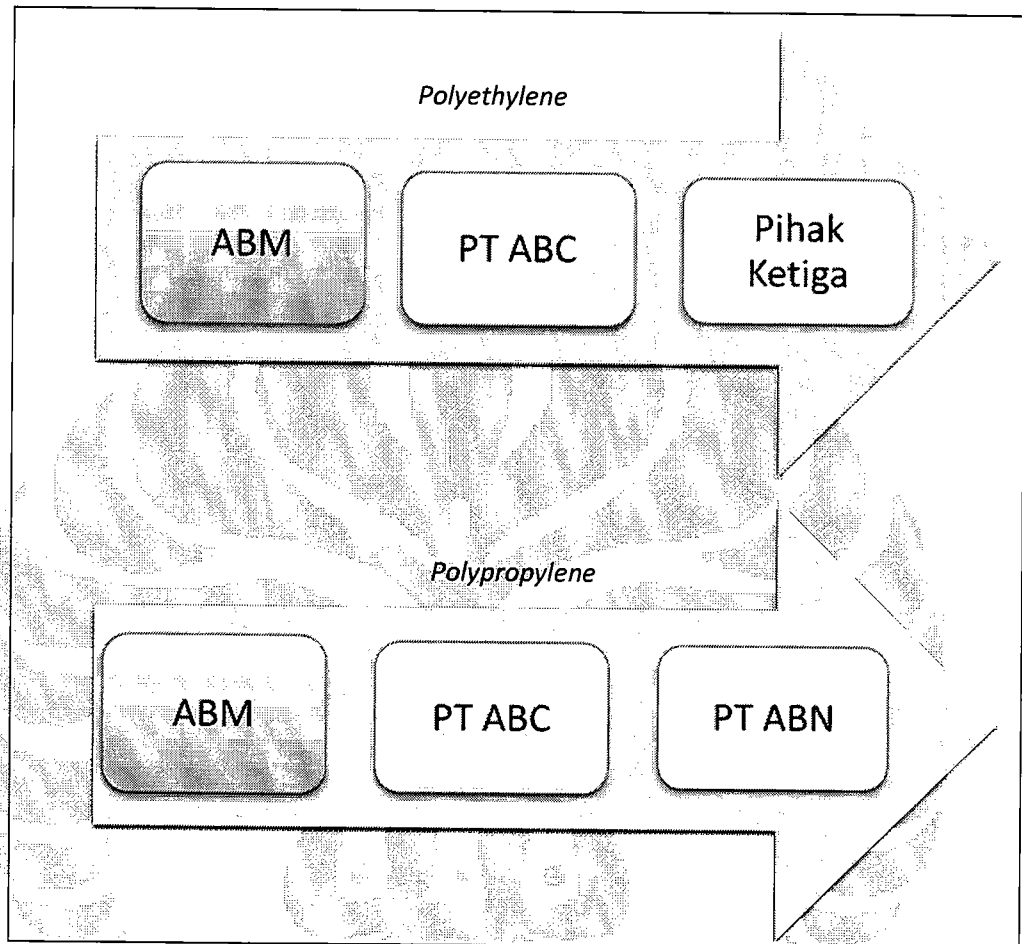 Polyethylene
ABM
PT ABC
Pihak
Ketiga
Polypropylene
ABM
PT ABC
PT ABN